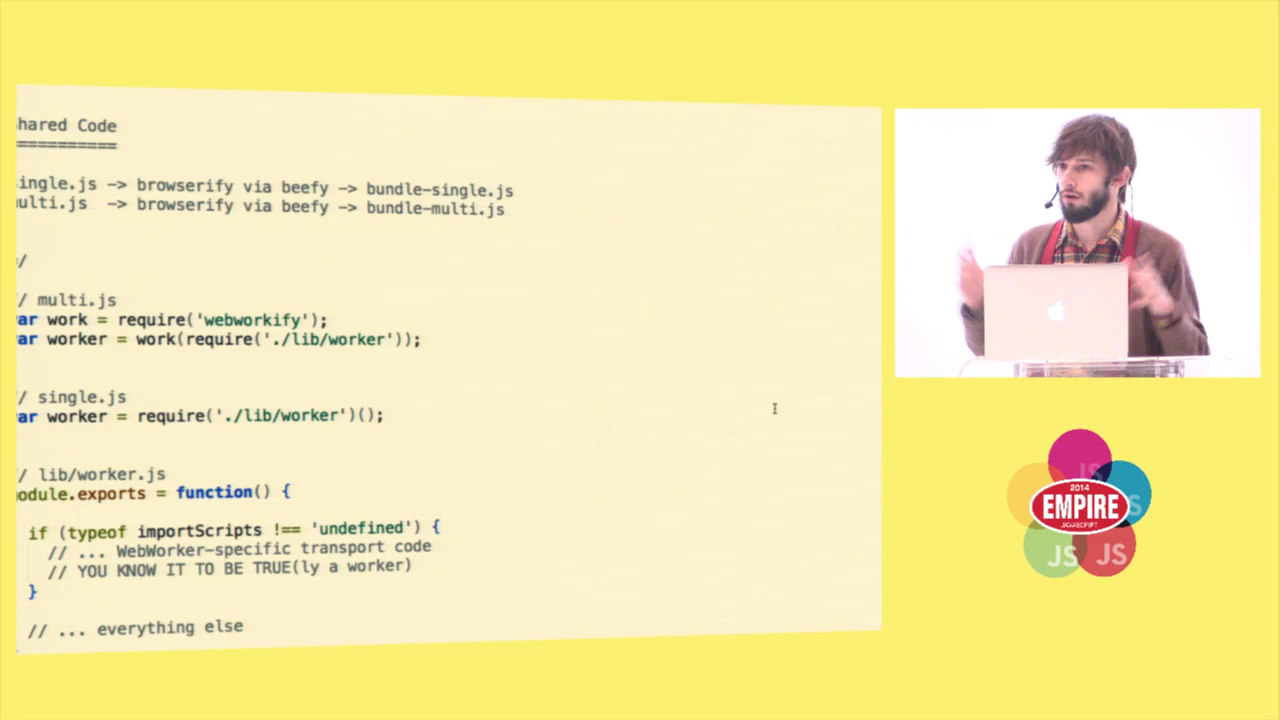 hared Code
==========
ingle.js -> browserify via beefy -> bundle-single.js
ulti.js -> browserify via beefy -> bundle-multi.js
/
/ multi.js
ar work = require('webworkify');
ar worker = work(require('./lib/worker'));
/ single.js
ar worker = require('./lib/worker')();
/ lib/worker.js
odule.exports = function() {
if (typeof importScripts !== 'undefined') {
// ... WebWorker-specific transport code
// YOU KNOW IT TO BE TRUE(ly a worker)
}
// ... everything else
JS
2014
EMPIRE
JAVASCRIPT
JS
JS
JS